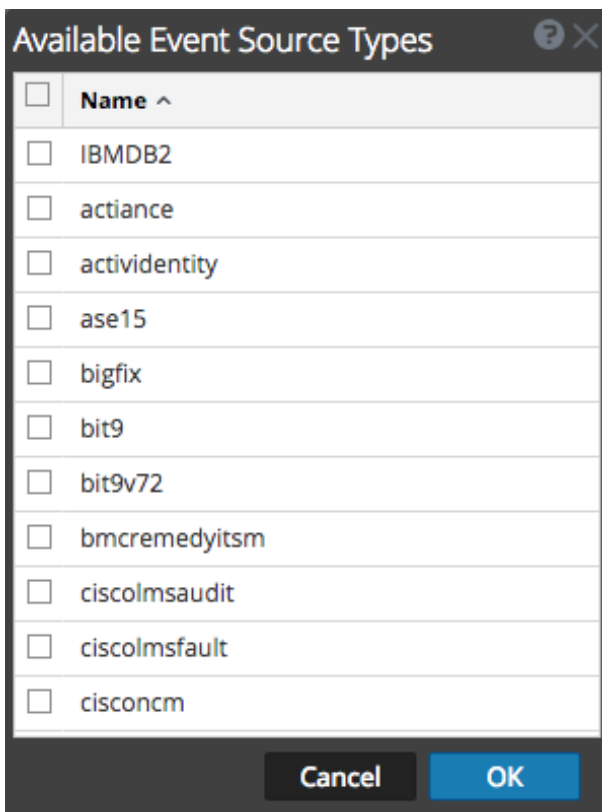 Available Event Source Types
Name
IBMDB2
actiance
actividentity
ase15
bigfix
bit9
bit9v72
bmcremedyitsm
ciscolmsaudit
ciscolmsfault
cisconcm
Cancel OK